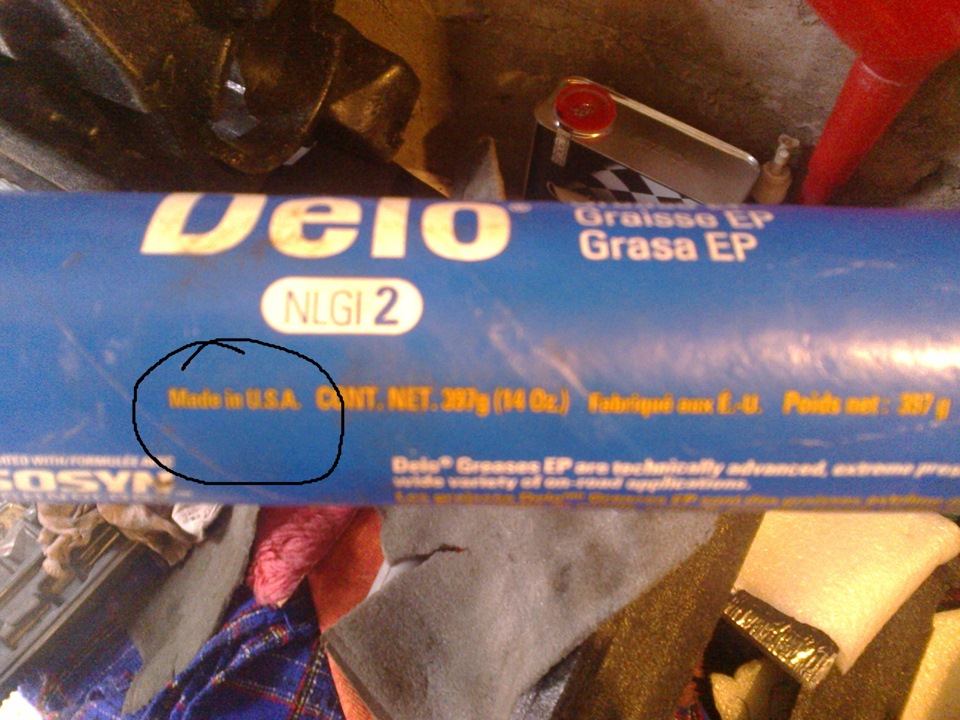 Delo®
Graisse EP
Grasa EP
NLGI 2
Made in U.S.A. CONT. NET. 397g (14 Oz.) Fabriqué aux É.-U. Poids net : 397 g
SOSYN
Delo® Greases EP are technically advanced, extreme
wide variety of on-road applications.